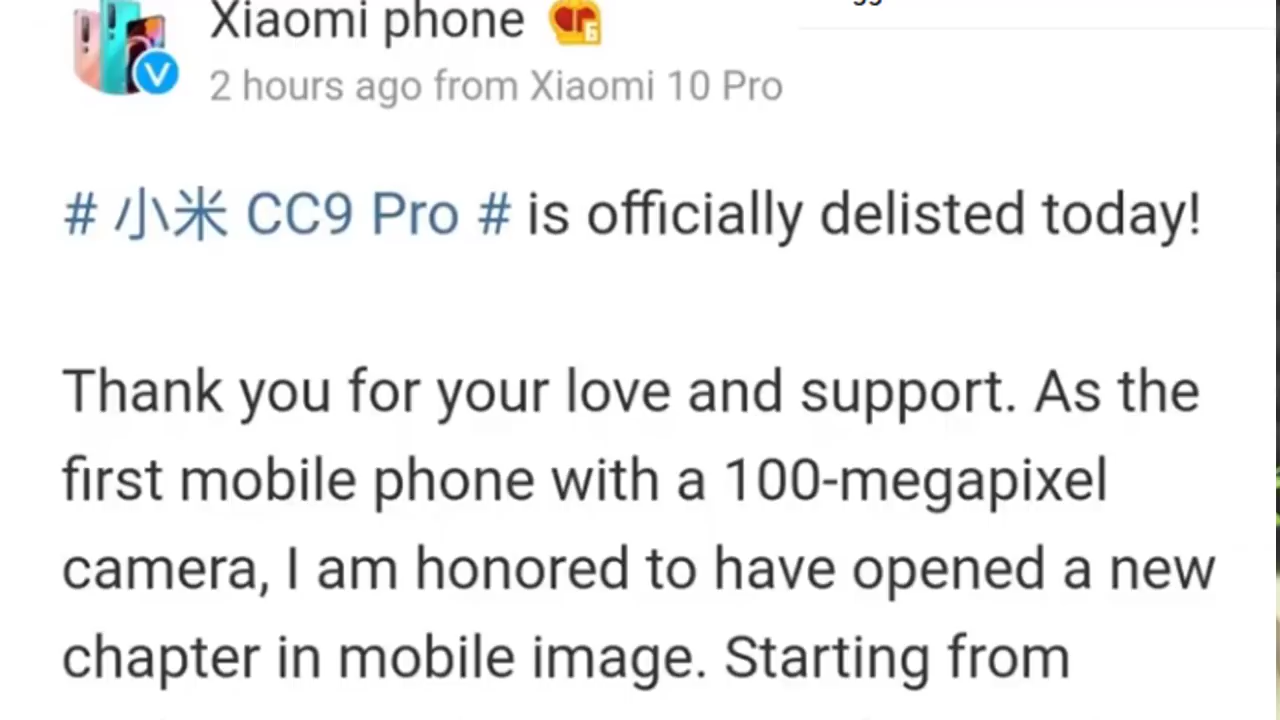 Xiaomi phone
2 hours ago from Xiaomi 10 Pro
# 小米 CC9 Pro # is officially delisted today!
Thank you for your love and support. As the
first mobile phone with a 100-megapixel
camera, I am honored to have opened a new
chapter in mobile image. Starting from